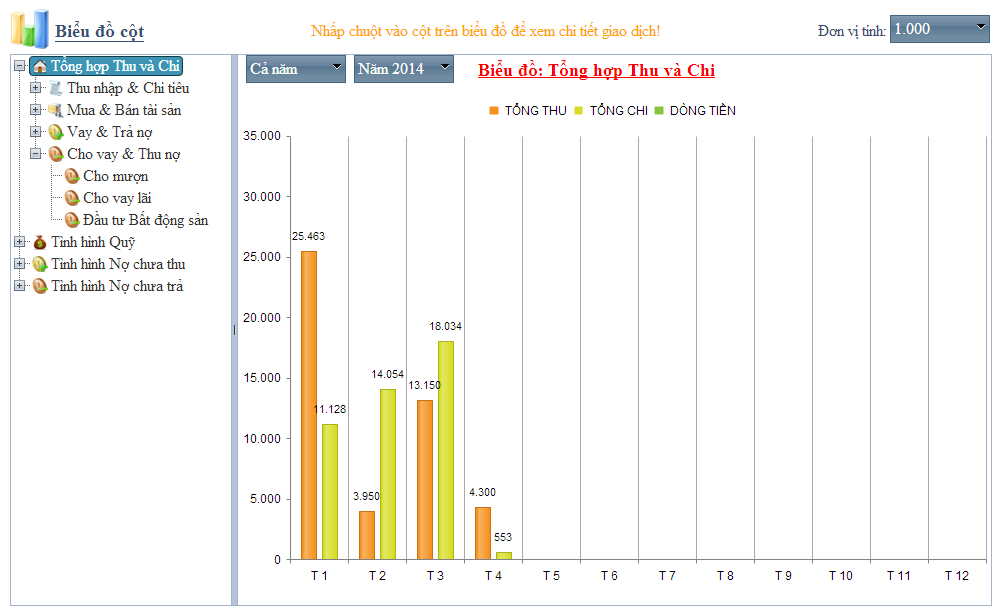 Biểu đồ cột
Nhấp chuột vào cột trên biểu đồ để xem chi tiết giao dịch!
Đơn vị tính: 1.000
Tổng hợp Thu và Chi
Thu nhập & Chi tiêu
Mua & Bán tài sản
Vay & Trả nợ
Cho vay & Thu nợ
Cho mượn
Cho vay lãi
Đầu tư Bất động sản
Tình hình Quỹ
Tình hình Nợ chưa thu
Tình hình Nợ chưa trả
Cả năm Năm 2014 Biểu đồ: Tổng hợp Thu và Chi
TỔNG THU TỔNG CHI DÒNG TIỀN
35.000
30.000
25.000
20.000
15.000
10.000
5.000
0
25.463
11.128
3.950
14.054
13.150
18.034
4.300
553
T 1 T 2 T 3 T 4 T 5 T 6 T 7 T 8 T 9 T 10 T 11 T 12